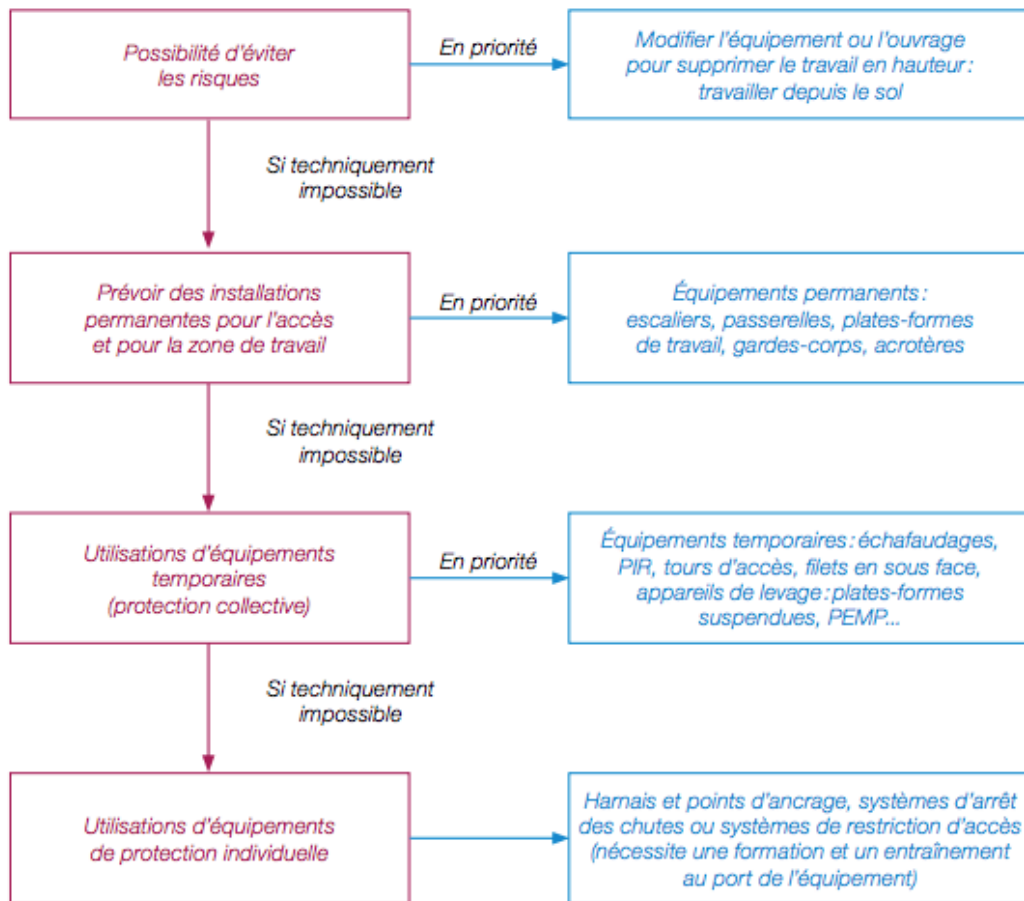 Possibilité d'éviter
les risques
En priorité
Modifier l'équipement ou l'ouvrage
pour supprimer le travail en hauteur :
travailler depuis le sol
Si techniquement
impossible
Prévoir des installations
permanentes pour l'accès
et pour la zone de travail
En priorité
Équipements permanents :
escaliers, passerelles, plates-formes
de travail, gardes-corps, acrotères
Si techniquement
impossible
Utilisations d'équipements
temporaires
(protection collective)
En priorité
Équipements temporaires : échafaudages,
PIR, tours d'accès, filets en sous face,
appareils de levage : plates-formes
suspendues, PEMP...
Si techniquement
impossible
Utilisations d'équipements
de protection individuelle
Harnais et points d'ancrage, systèmes d'arrêt
des chutes ou systèmes de restriction d'accès
(nécessite une formation et un entraînement
au port de l'équipement)